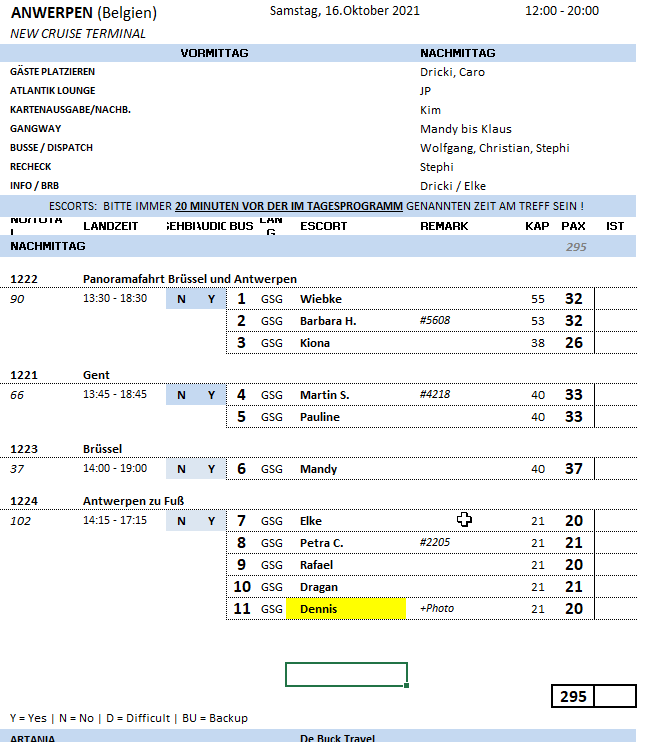 ANWERPEN (Belgien) Samstag, 16.Oktober 2021 12:00 - 20:00
NEW CRUISE TERMINAL
VORMITTAG NACHMITTAG
GÄSTE PLATZIEREN Dricki, Caro
ATLANTIK LOUNGE JP
KARTENAUSGABE/NACHB. Kim
GANGWAY Mandy bis Klaus
BUSSE / DISPATCH Wolfgang, Christian, Stephi
RECHECK Stephi
INFO / BRB Dricki / Elke
ESCORTS: BITTE IMMER 20 MINUTEN VOR DER IM TAGESPROGRAMM GENANNTEN ZEIT AM TREFF SEIN !
LANDZEIT BUS LANG ESCORT REMARK KAP PAX IST
NACHMITTAG 295
1222 Panoramafahrt Brüssel und Antwerpen
90 13:30 - 18:30 N Y 1 GSG Wiebke 55 32
2 GSG Barbara H. #5608 53 32
3 GSG Kiona 38 26
1221 Gent
66 13:45 - 18:45 N Y 4 GSG Martin S. #4218 40 33
5 GSG Pauline 40 33
1223 Brüssel
37 14:00 - 19:00 N Y 6 GSG Mandy 40 37
1224 Antwerpen zu Fuß
102 14:15 - 17:15 N Y 7 GSG Elke 21 20
8 GSG Petra C. #2205 21 21
9 GSG Rafael 21 20
10 GSG Dragan 21 21
11 GSG Dennis +Photo 21 20
295
Y = Yes | N = No | D = Difficult | BU = Backup
ARTANIA De Buck Travel